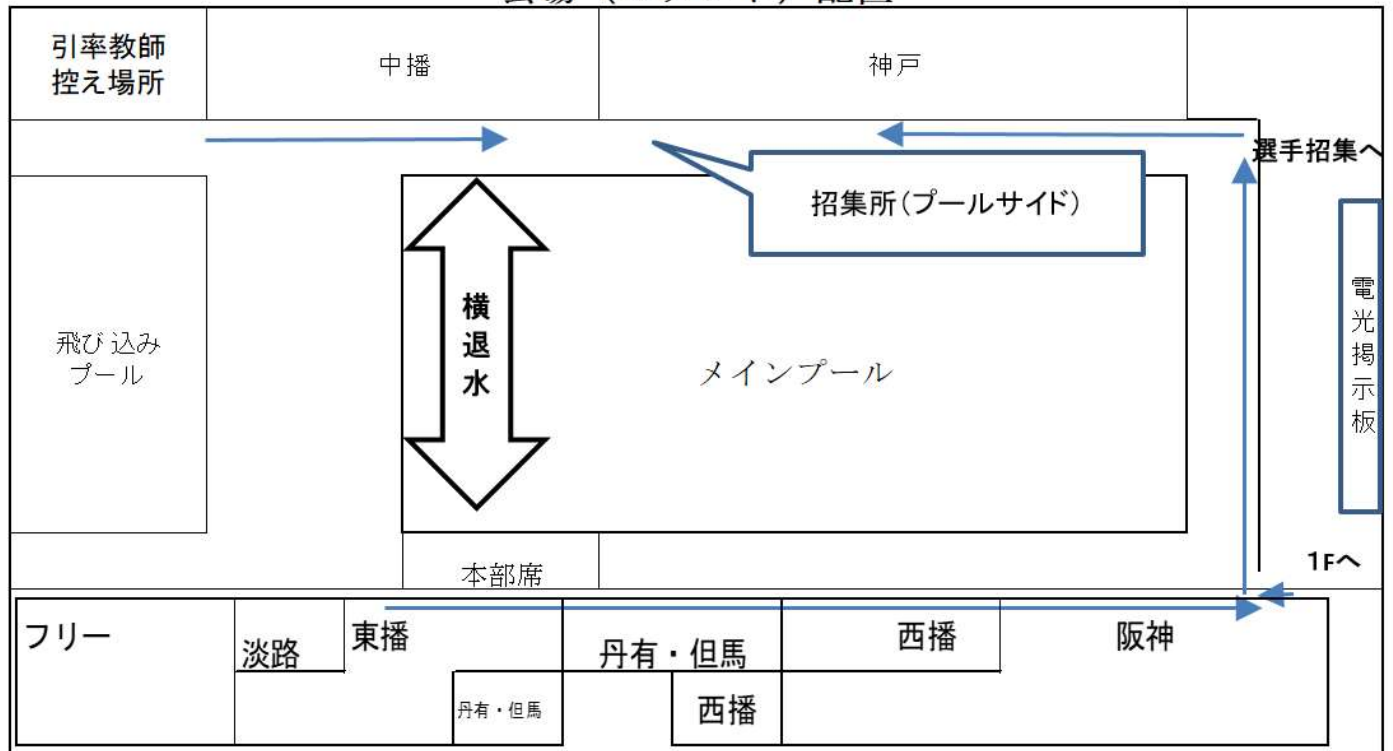 引率教師
控え場所
中播
神戸
選手招集へ
招集所(プールサイド)
電光掲示板
横退水
飛び込み
プール
メインプール
1Fへ
本部席
フリー
淡路
東播
丹有・但馬
西播
阪神
丹有・但馬
西播